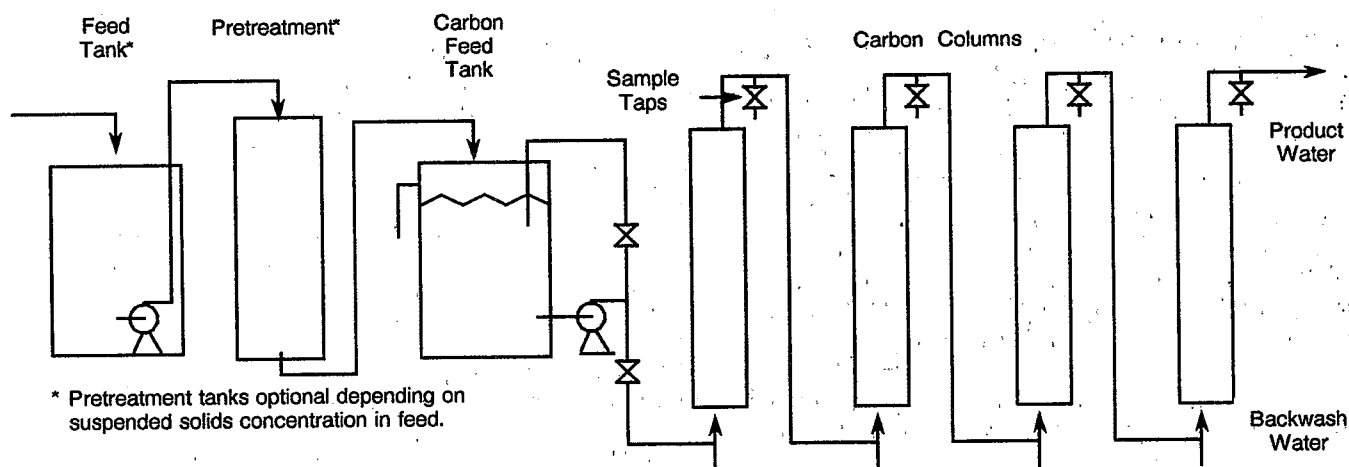 Feed
Tank*
Pretreatment*
Carbon
Feed
Tank
Carbon Columns
Sample
Taps
Product
Water
* Pretreatment tanks optional depending on
suspended solids concentration in feed.
Backwash
Water